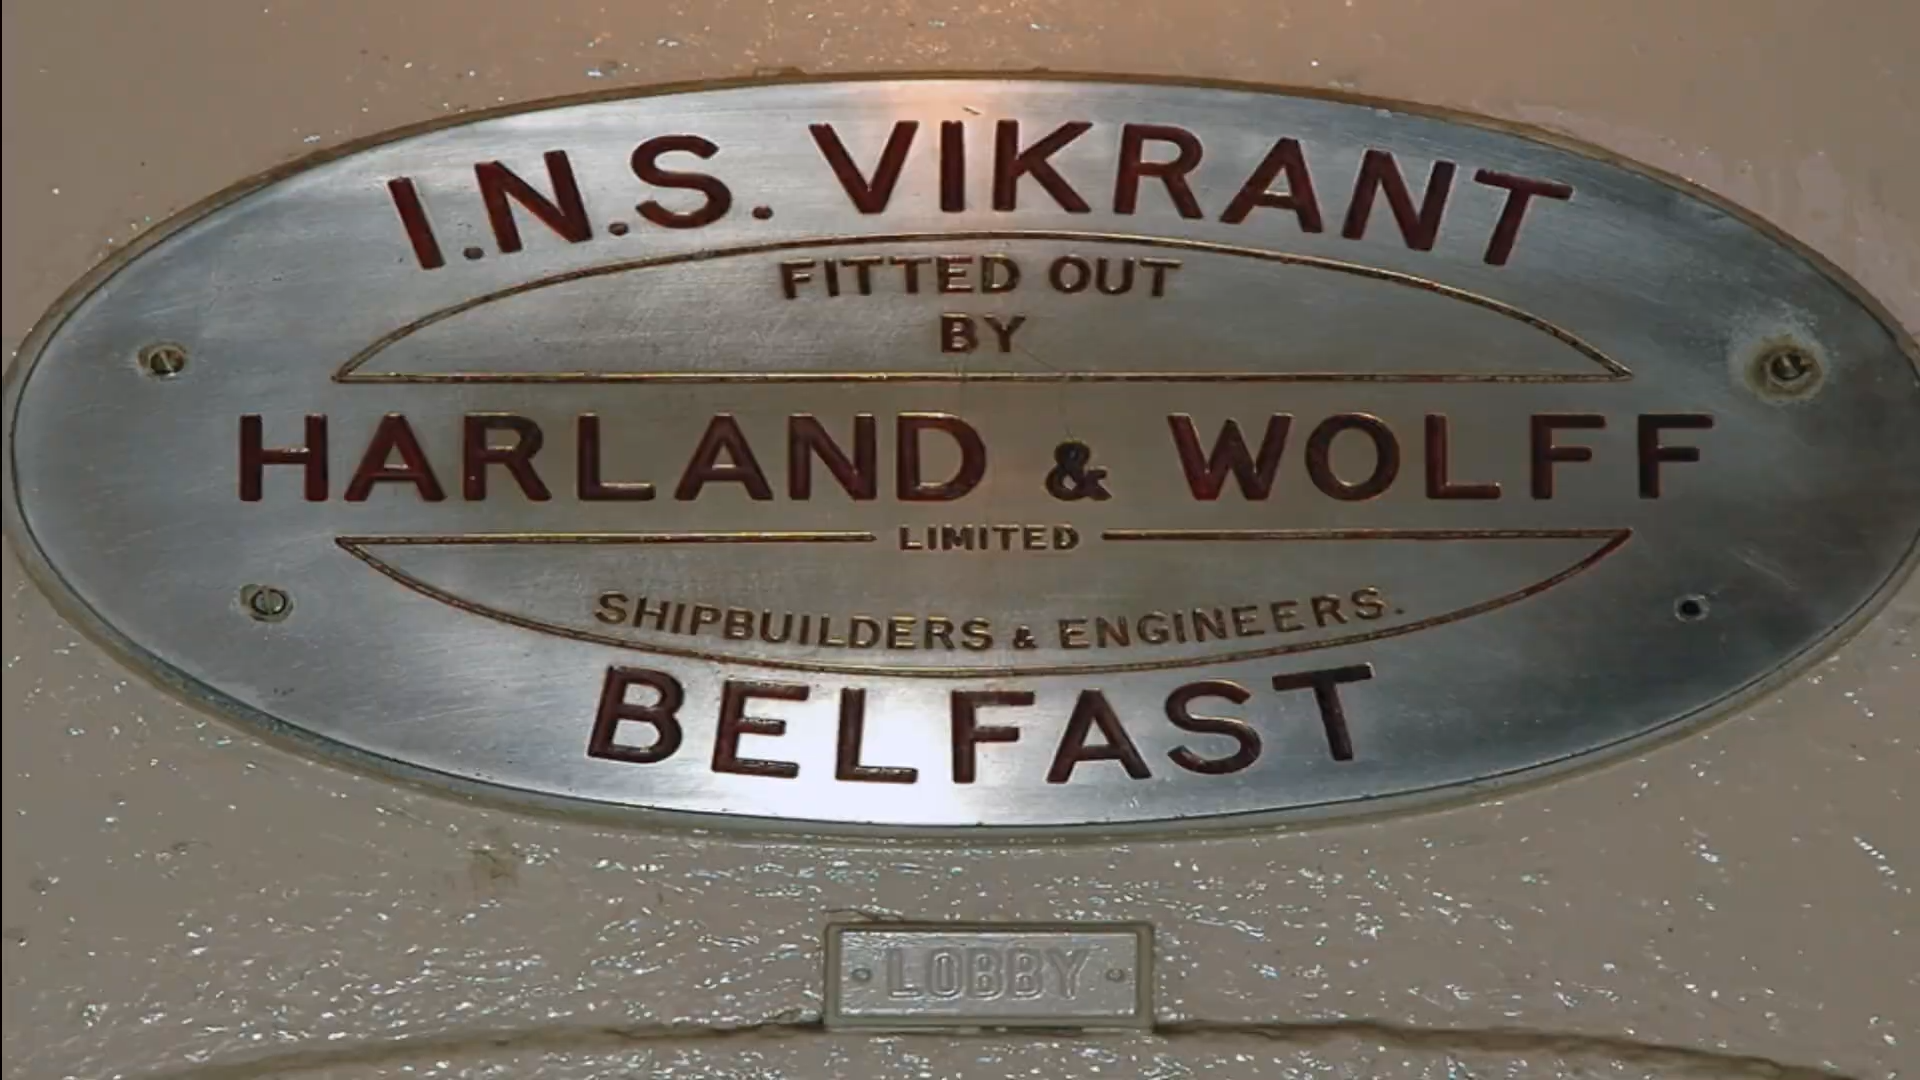 I.N.S. VIKRANT
FITTED OUT
BY
HARLAND & WOLFF
LIMITED
SHIPBUILDERS & ENGINEERS.
BELFAST
LOBBY